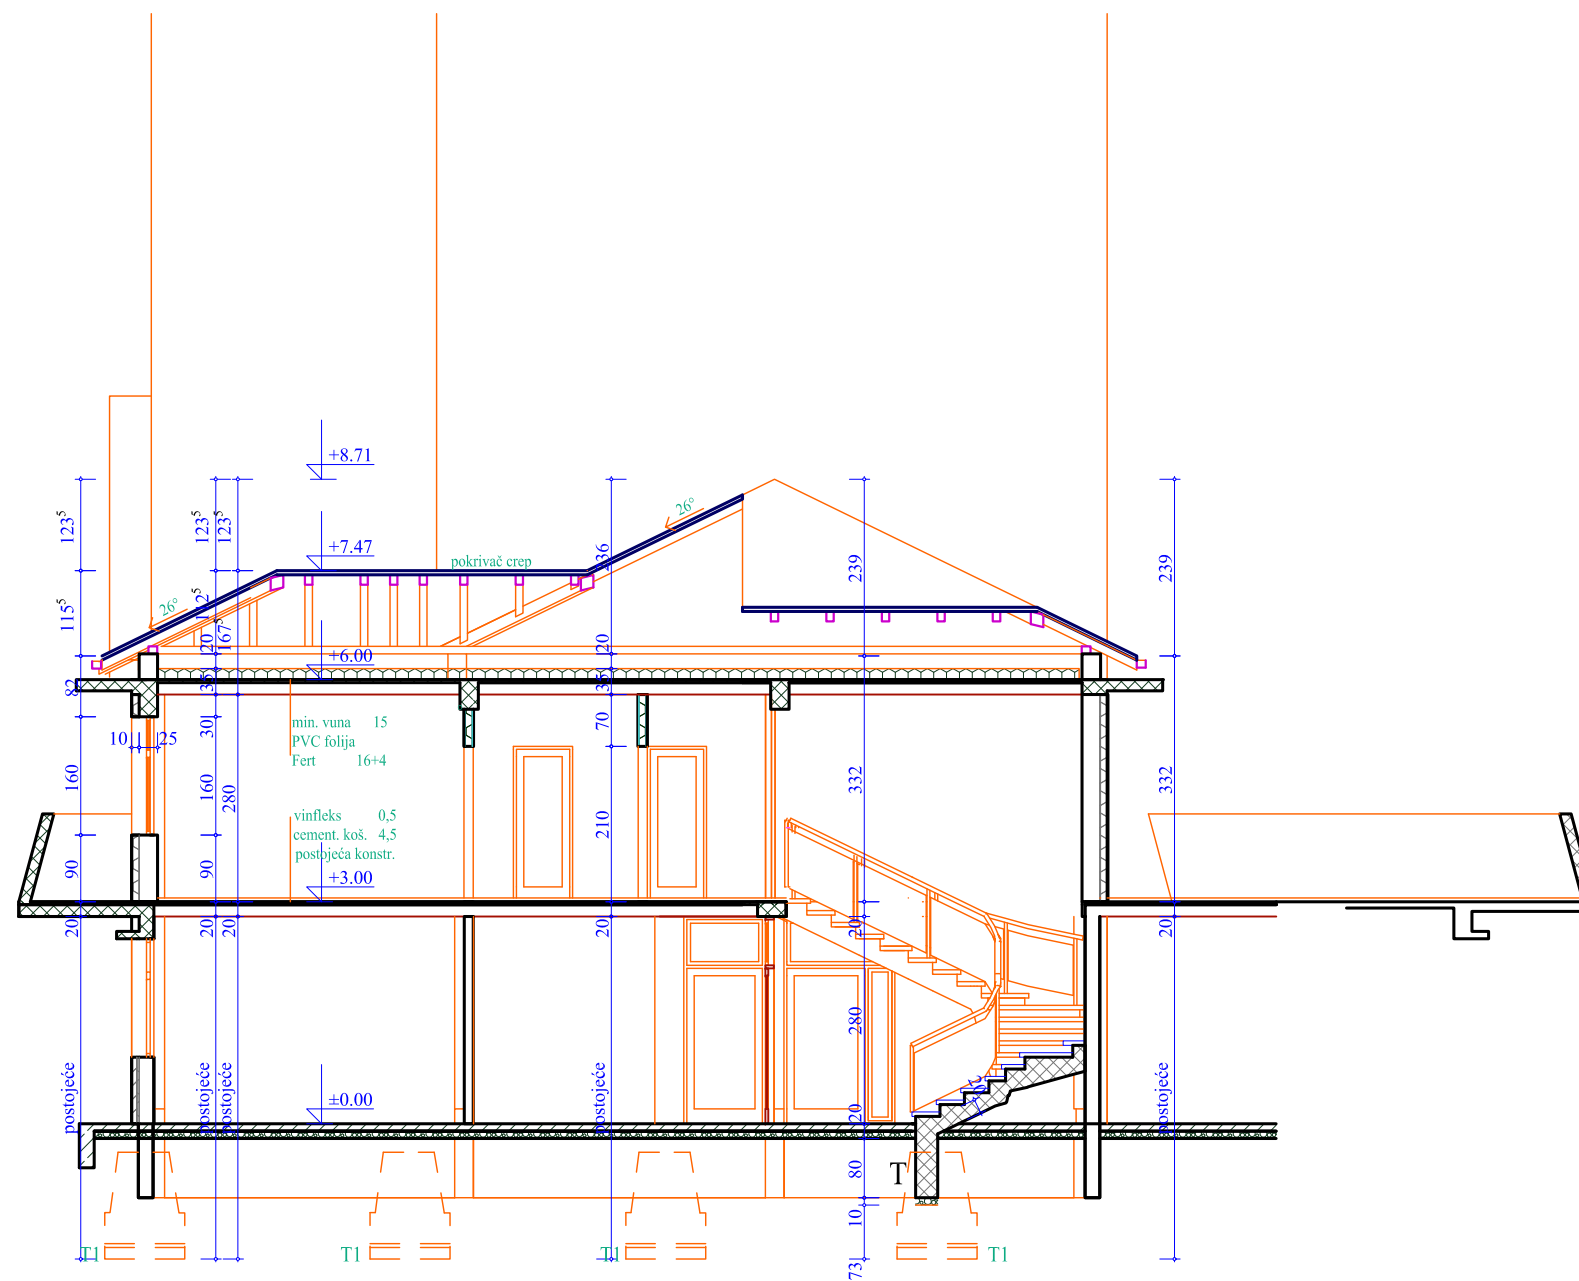 +8.71
+7.47
+6.00
+3.00
±0.00
26°
26°
pokrivač crep
min. vuna 15
PVC folija
Fert 16+4
vinfleks 0,5
cement. koš. 4,5
postojeća konstr.
123⁵
115⁵
82
160
90
20
postojeće
10
25
123⁵
20
35
30
160
90
20
postojeće
123⁵
167⁵
280
20
postojeće
236
20
35
70
210
20
postojeće
239
332
20
280
20
80
10
73
239
332
20
postojeće
T
T1
T1
T1
T1